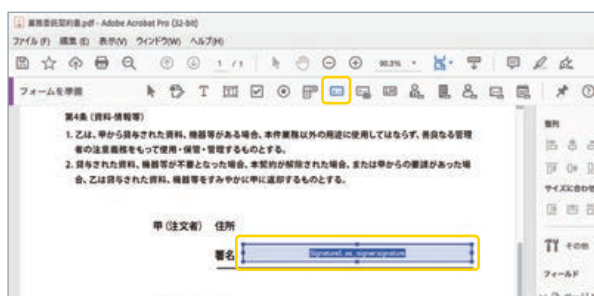 業務委託契約書.pdf - Adobe Acrobat Pro (32-bit)
ファイル(F) 編集(E) 表示(V) ウィンドウ(W) ヘルプ(H)
1 / 1 90.3%
フォームを準備
第4条（資料・情報等）
1. 乙は、甲から貸与された資料、機器等がある場合、本件業務以外の用途に使用してはならず、善良なる管理
者の注意義務をもって使用・保管・管理するものとする。
2. 貸与された資料、機器等が不要となった場合、本契約が解除された場合、または甲からの要請があった場
合、乙は貸与された資料、機器等をすみやかに甲に返却するものとする。
甲（注文者） 住所
署名
整列
サイズに合わせ
その他
フィールド